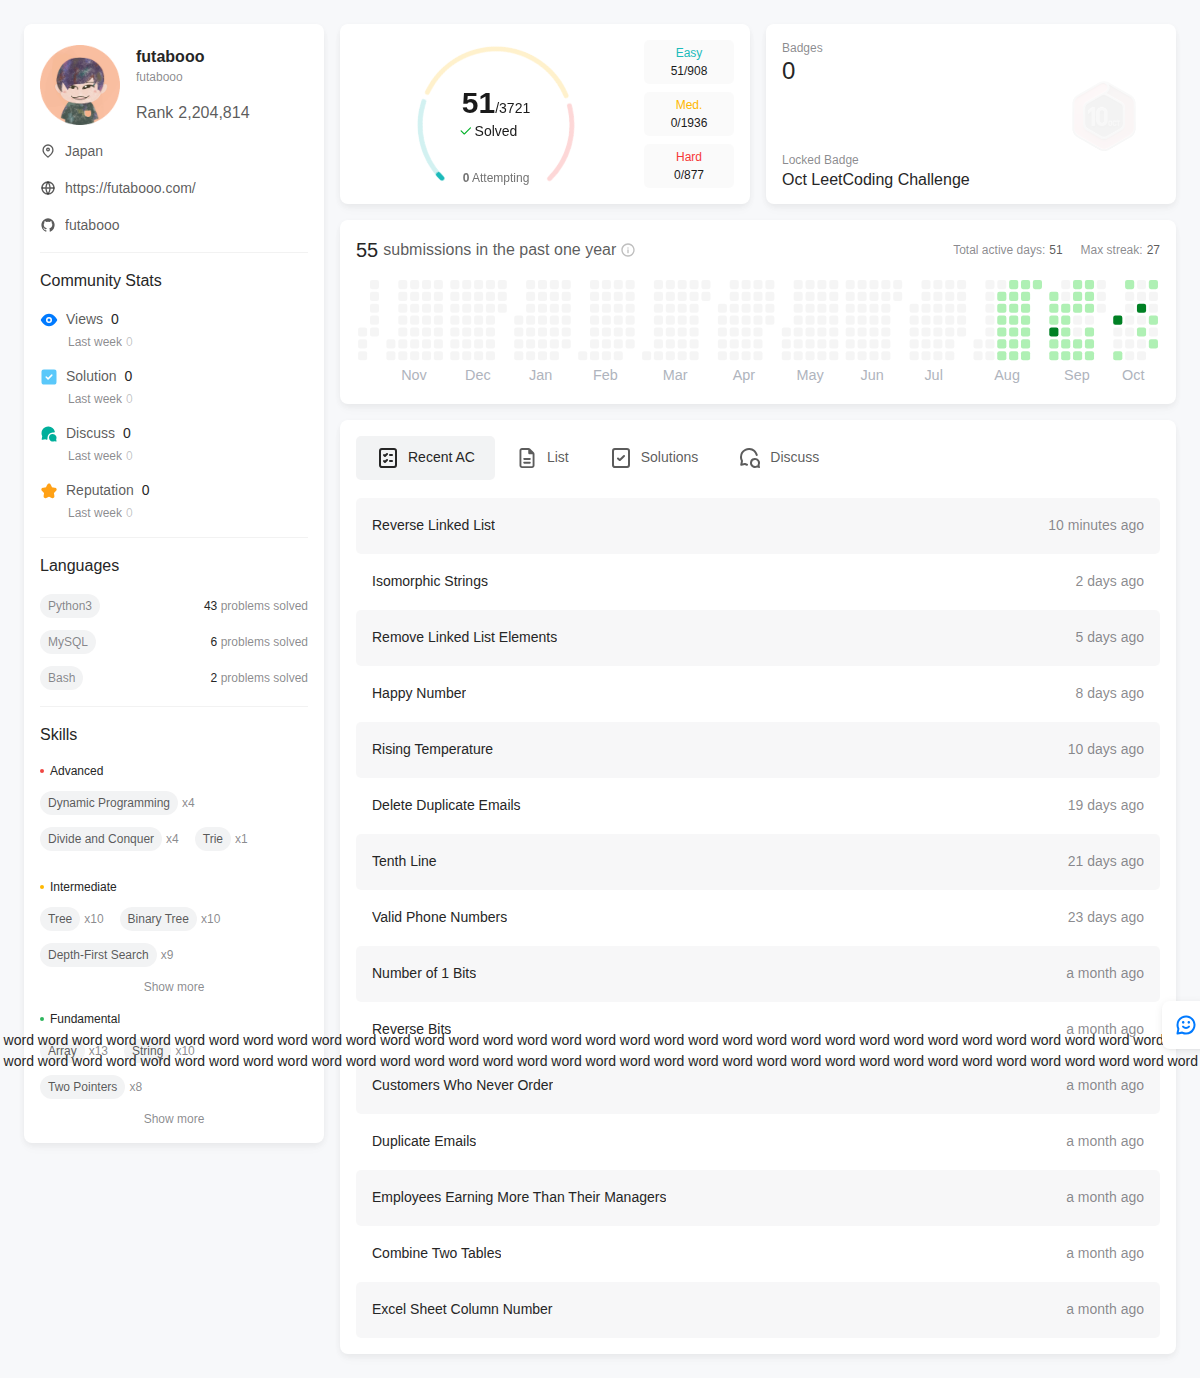 futabooo
futabooo
Rank 2,204,814
Japan
https://futabooo.com/
futabooo
Community Stats
Views 0
Last week 0
Solution 0
Last week 0
Discuss 0
Last week 0
Reputation 0
Last week 0
Languages
Python3 43 problems solved
MySQL 6 problems solved
Bash 2 problems solved
Skills
Advanced
Dynamic Programming x4
Divide and Conquer x4 Trie x1
Intermediate
Tree x10 Binary Tree x10
Depth-First Search x9
Show more
Fundamental
Array x13 String x10
Two Pointers x8
Show more
51/3721
Solved
0 Attempting
Easy
51/908
Med.
0/1936
Hard
0/877
Badges
0
Locked Badge
Oct LeetCoding Challenge
55 submissions in the past one year
Total active days: 51 Max streak: 27
Nov Dec Jan Feb Mar Apr May Jun Jul Aug Sep Oct
Recent AC List Solutions Discuss
Reverse Linked List 10 minutes ago
Isomorphic Strings 2 days ago
Remove Linked List Elements 5 days ago
Happy Number 8 days ago
Rising Temperature 10 days ago
Delete Duplicate Emails 19 days ago
Tenth Line 21 days ago
Valid Phone Numbers 23 days ago
Number of 1 Bits a month ago
Reverse Bits a month ago
word word word word word word word word word word word word word word word word word word word word word word word word word word word word word word word word word word
word word word word word word word word word word word word word word word word word word word word word word word word word word word word word word word word word word word
Customers Who Never Order a month ago
Duplicate Emails a month ago
Employees Earning More Than Their Managers a month ago
Combine Two Tables a month ago
Excel Sheet Column Number a month ago